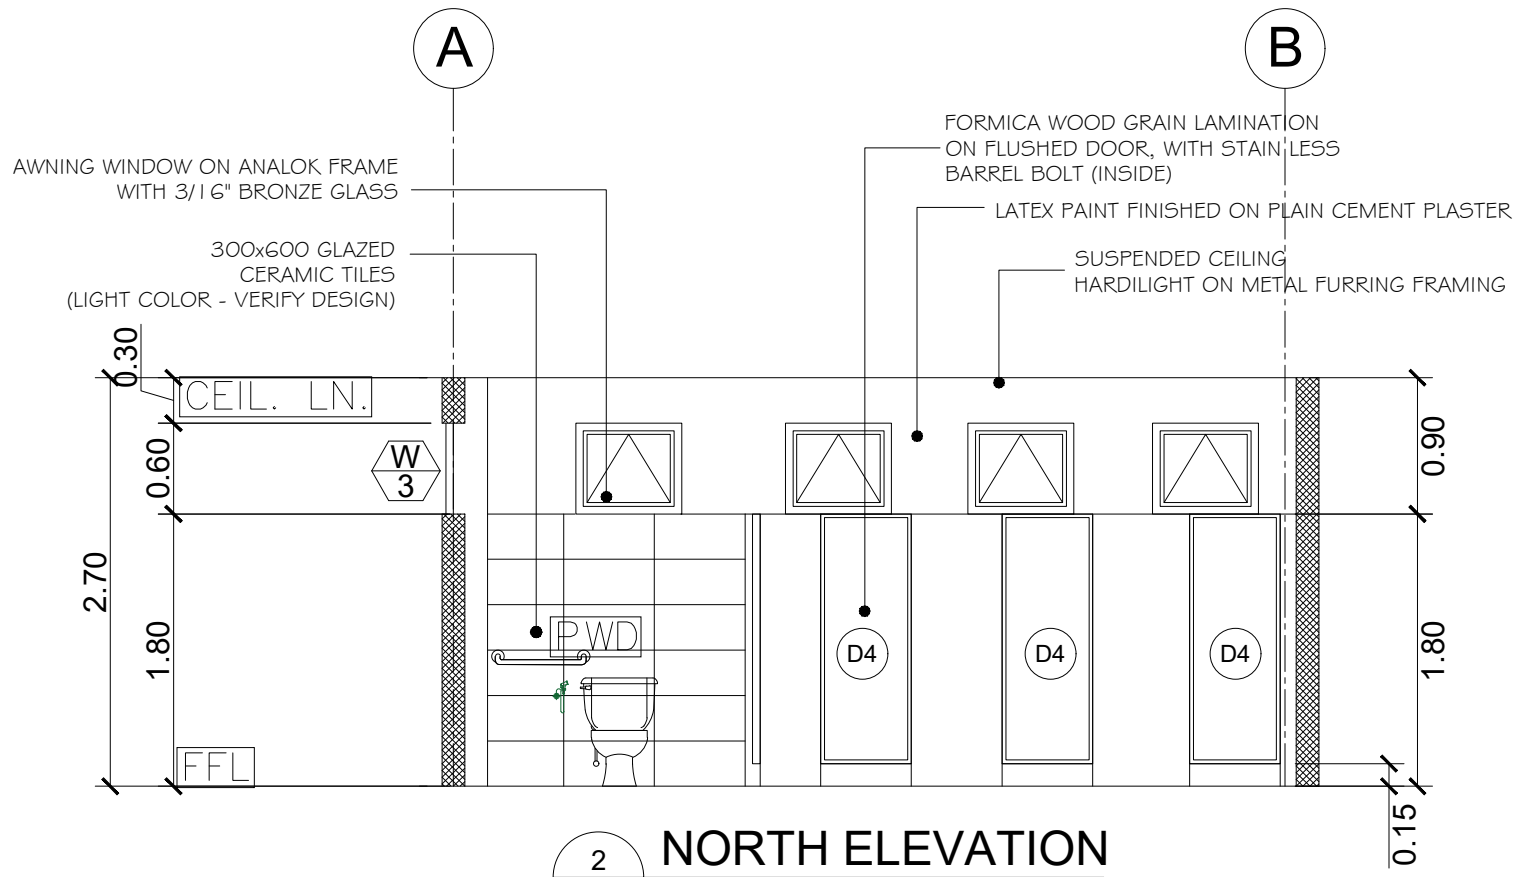 A
B
AWNING WINDOW ON ANALOK FRAME
WITH 3/16" BRONZE GLASS
300x600 GLAZED
CERAMIC TILES
(LIGHT COLOR - VERIFY DESIGN)
FORMICA WOOD GRAIN LAMINATION
ON FLUSHED DOOR, WITH STAIN LESS
BARREL BOLT (INSIDE)
LATEX PAINT FINISHED ON PLAIN CEMENT PLASTER
SUSPENDED CEILING
HARDILIGHT ON METAL FURRING FRAMING
0.30
CEIL. LN.
0.60
W
3
0.90
2.70
1.80
PWD
D4
D4
D4
1.80
FFL
0.15
2
NORTH ELEVATION